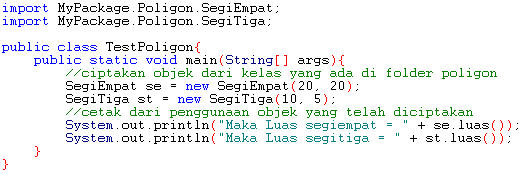 import MyPackage.Poligon.SegiEmpat;
import MyPackage.Poligon.SegiTiga;
public class TestPoligon{
public static void main(String[] args){
//ciptakan objek dari kelas yang ada di folder poligon
SegiEmpat se = new SegiEmpat(20, 20);
SegiTiga st = new SegiTiga(10, 5);
//cetak dari penggunaan objek yang telah diciptakan
System.out.println("Maka Luas segiempat = " + se.luas());
System.out.println("Maka Luas segitiga = " + st.luas());
}
}